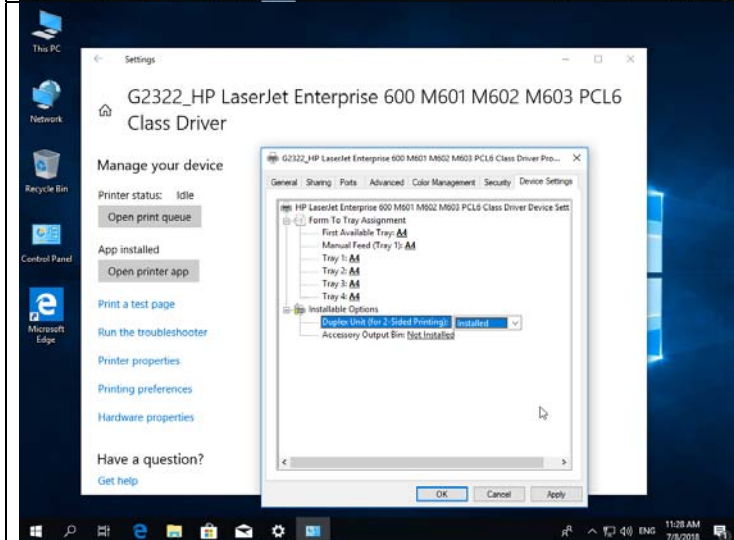 This PC
Network
Recycle Bin
Control Panel
Microsoft
Edge
Settings
G2322_HP LaserJet Enterprise 600 M601 M602 M603 PCL6
Class Driver
Manage your device
Printer status: Idle
Open print queue
App installed
Open printer app
Print a test page
Run the troubleshooter
Printer properties
Printing preferences
Hardware properties
Have a question?
Get help
G2322_HP LaserJet Enterprise 600 M601 M602 M603 PCL6 Class Driver Pro...
General Sharing Ports Advanced Color Management Security Device Settings
HP LaserJet Enterprise 600 M601 M602 M603 PCL6 Class Driver Device Sett
Form To Tray Assignment
First Available Tray: A4
Manual Feed (Tray 1): A4
Tray 1: A4
Tray 2: A4
Tray 3: A4
Tray 4: A4
Installable Options
Duplex Unit (for 2-Sided Printing): Installed
Accessory Output Bin: Not Installed
OK Cancel Apply
ENG
11:28 AM
7/8/2018